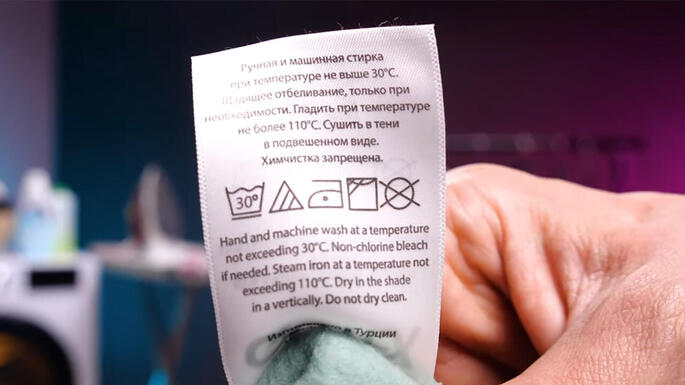 Ручная и машинная стирка
при температуре не выше 30°С.
Щадящее отбеливание, только при
необходимости. Гладить при температуре
не более 110°С. Сушить в тени
в подвешенном виде.
Химчистка запрещена.
30°
Hand and machine wash at a temperature
not exceeding 30°C. Non-chlorine bleach
if needed. Steam iron at a temperature not
exceeding 110°C. Dry in the shade
in a vertically. Do not dry clean.
в Турции